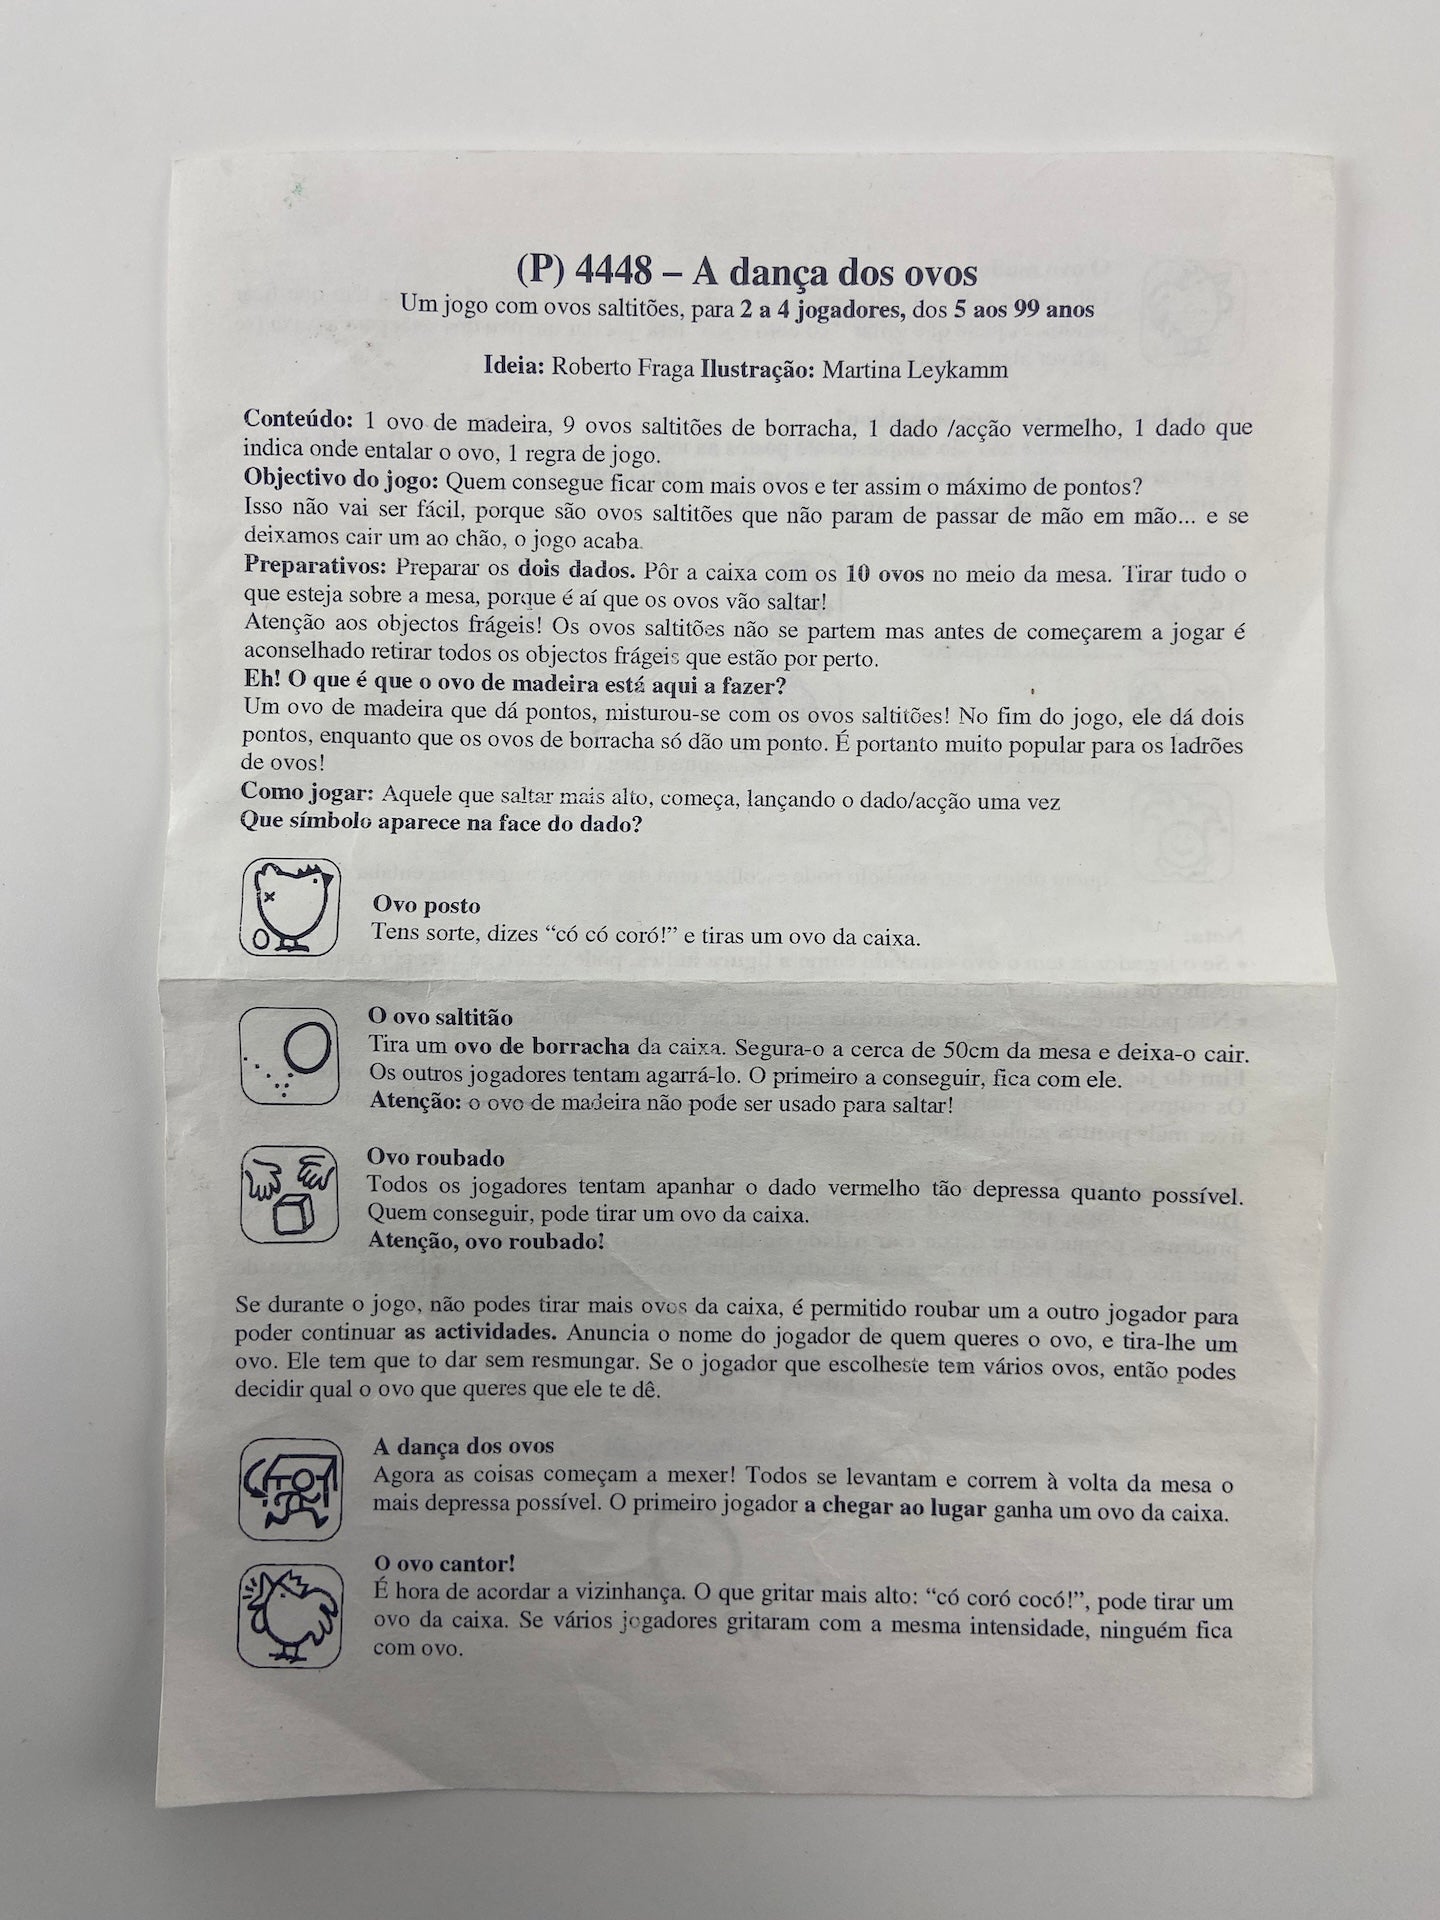 (P) 4448 – A dança dos ovos
Um jogo com ovos saltitões, para 2 a 4 jogadores, dos 5 aos 99 anos
Ideia: Roberto Fraga Ilustração: Martina Leykamm
Conteúdo: 1 ovo de madeira, 9 ovos saltitões de borracha, 1 dado /acção vermelho, 1 dado que
indica onde entalar o ovo, 1 regra de jogo.
Objectivo do jogo: Quem consegue ficar com mais ovos e ter assim o máximo de pontos?
Isso não vai ser fácil, porque são ovos saltitões que não param de passar de mão em mão... e se
deixamos cair um ao chão, o jogo acaba.
Preparativos: Preparar os dois dados. Pôr a caixa com os 10 ovos no meio da mesa. Tirar tudo o
que esteja sobre a mesa, porque é aí que os ovos vão saltar!
Atenção aos objectos frágeis! Os ovos saltitões não se partem mas antes de começarem a jogar é
aconselhado retirar todos os objectos frágeis que estão por perto.
Eh! O que é que o ovo de madeira está aqui a fazer?
Um ovo de madeira que dá pontos, misturou-se com os ovos saltitões! No fim do jogo, ele dá dois
pontos, enquanto que os ovos de borracha só dão um ponto. É portanto muito popular para os ladrões
de ovos!
Como jogar: Aquele que saltar mais alto, começa, lançando o dado/acção uma vez
Que símbolo aparece na face do dado?
Ovo posto
Tens sorte, dizes “có có coró!” e tiras um ovo da caixa.
O ovo saltitão
Tira um ovo de borracha da caixa. Segura-o a cerca de 50cm da mesa e deixa-o cair.
Os outros jogadores tentam agarrá-lo. O primeiro a conseguir, fica com ele.
Atenção: o ovo de madeira não pode ser usado para saltar!
Ovo roubado
Todos os jogadores tentam apanhar o dado vermelho tão depressa quanto possível.
Quem conseguir, pode tirar um ovo da caixa.
Atenção, ovo roubado!
Se durante o jogo, não podes tirar mais ovos da caixa, é permitido roubar um a outro jogador para
poder continuar as actividades. Anuncia o nome do jogador de quem queres o ovo, e tira-lhe um
ovo. Ele tem que to dar sem resmungar. Se o jogador que escolheste tem vários ovos, então podes
decidir qual o ovo que queres que ele te dê.
A dança dos ovos
Agora as coisas começam a mexer! Todos se levantam e correm à volta da mesa o
mais depressa possível. O primeiro jogador a chegar ao lugar ganha um ovo da caixa.
O ovo cantor!
É hora de acordar a vizinhança. O que gritar mais alto: “có coró cocó!”, pode tirar um
ovo da caixa. Se vários jogadores gritaram com a mesma intensidade, ninguém fica
com ovo.